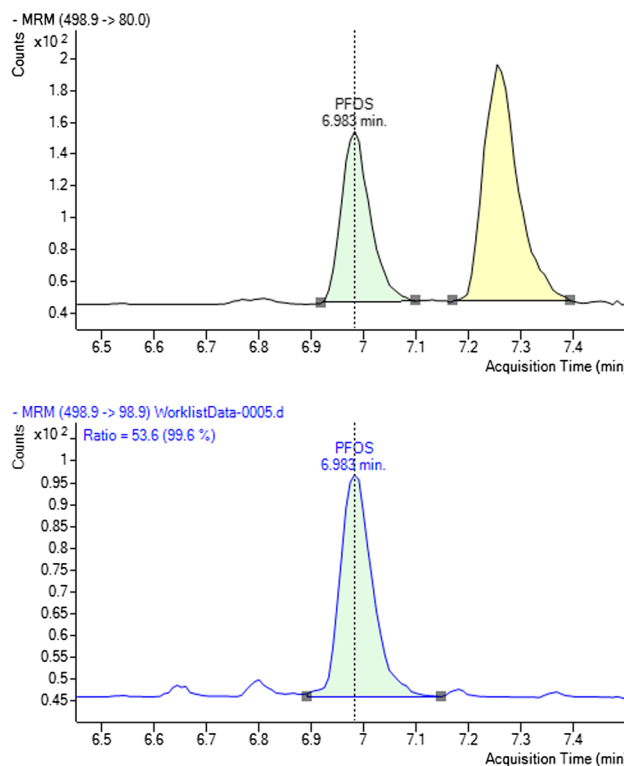 - MRM (498.9 -> 80.0)
Counts
x10 2
2
1.8
1.6
1.4
1.2
1
0.8
0.6
0.4
PFOS
6.983 min.
6.5 6.6 6.7 6.8 6.9 7 7.1 7.2 7.3 7.4
Acquisition Time (min)
- MRM (498.9 -> 98.9) WorklistData-0005.d
Counts
x10 2
Ratio = 53.6 (99.6 %)
1
0.95
0.9
0.85
0.8
0.75
0.7
0.65
0.6
0.55
0.5
0.45
PFOS
6.983 min.
6.5 6.6 6.7 6.8 6.9 7 7.1 7.2 7.3 7.4
Acquisition Time (min)